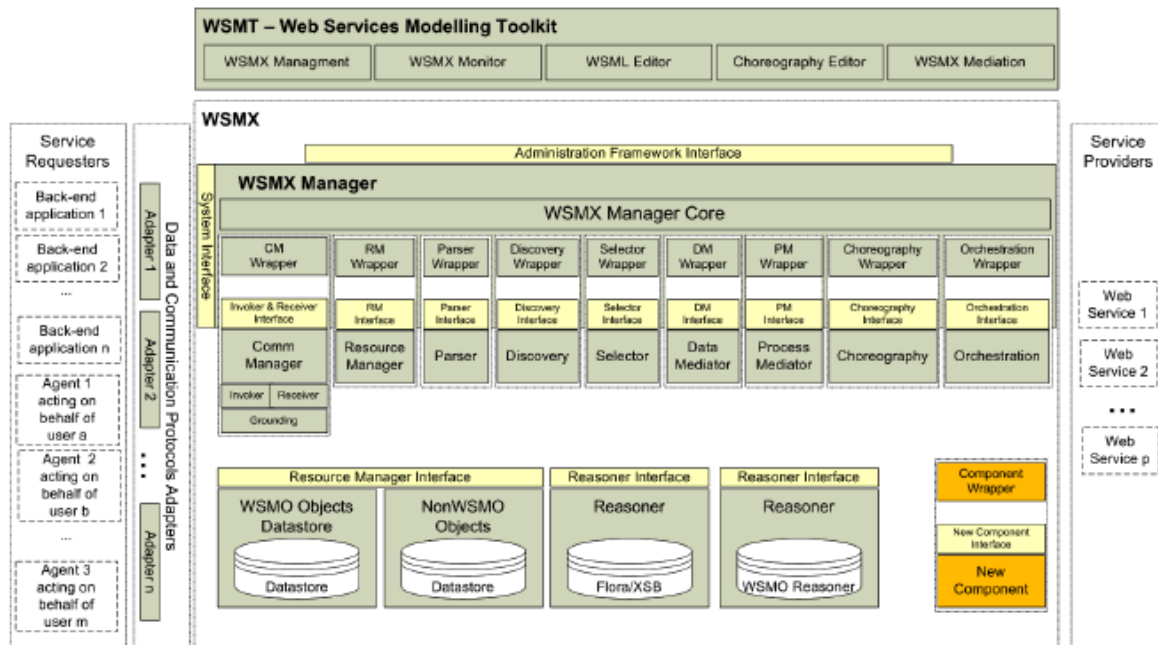 WSMT – Web Services Modelling Toolkit
WSMX Managment
WSMX Monitor
WSML Editor
Choreography Editor
WSMX Mediation
Service
Requesters
Back-end
application 1
Back-end
application 2
...
Back-end
application n
Agent 1
acting on
behalf of
user a
Agent 2
acting on
behalf of
user b
...
Agent 3
acting on
behalf of
user m
Data and Communication Protocols Adapters
Adapter 1
Adapter 2
...
Adapter n
WSMX
Administration Framework Interface
System Interface
WSMX Manager
WSMX Manager Core
CM
Wrapper
RM
Wrapper
Parser
Wrapper
Discovery
Wrapper
Selector
Wrapper
DM
Wrapper
PM
Wrapper
Choreography
Wrapper
Orchestration
Wrapper
Invoker & Receiver
Interface
RM
Interface
Parser
Interface
Discovery
Interface
Selector
Interface
DM
Interface
PM
Interface
Choreography
Interface
Orchestration
Interface
Comm
Manager
Resource
Manager
Parser
Discovery
Selector
Data
Mediator
Process
Mediator
Choreography
Orchestration
Invoker
Receiver
Grounding
Resource Manager Interface
WSMO Objects
Datastore
Datastore
NonWSMO
Objects
Datastore
Reasoner Interface
Reasoner
Flora/XSB
Reasoner Interface
Reasoner
WSMO Reasoner
Component
Wrapper
New Component
Interface
New
Component
Service
Providers
Web
Service 1
Web
Service 2
...
Web
Service p